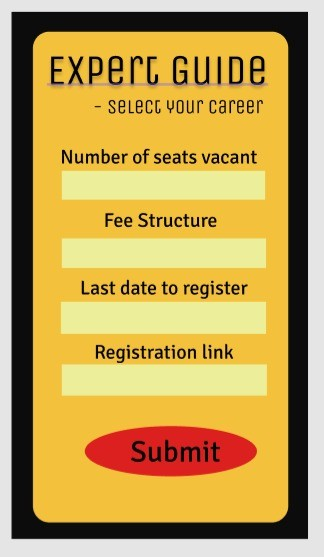 Expert Guide
- Select your career
Number of seats vacant
Fee Structure
Last date to register
Registration link
Submit